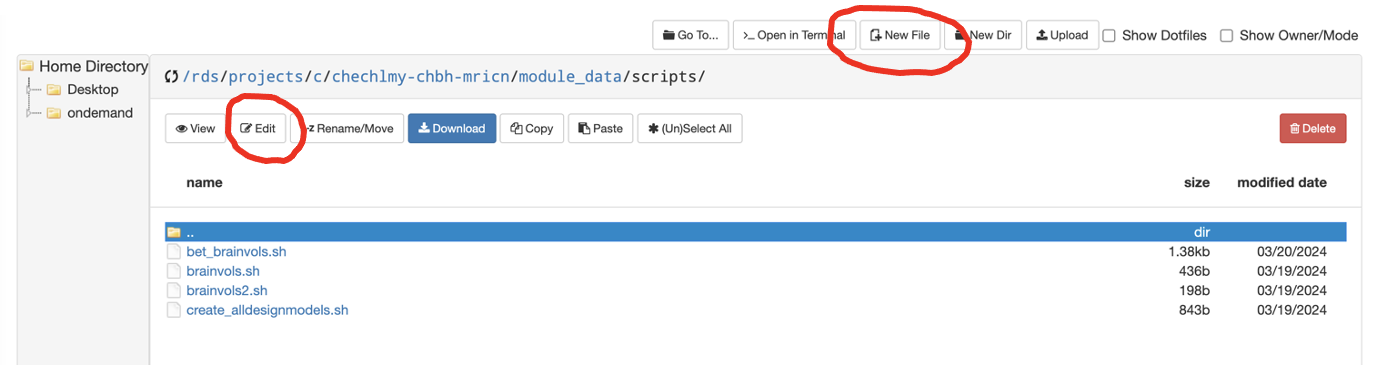 Go To... >_ Open in Terminal New File New Dir Upload Show Dotfiles Show Owner/Mode
Home Directory
Desktop
ondemand
/rds/projects/c/chechlmy-chbh-mricn/module_data/scripts/
View Edit Rename/Move Download Copy Paste (Un)Select All Delete
name size modified date
.. dir
bet_brainvols.sh 1.38kb 03/20/2024
brainvols.sh 436b 03/19/2024
brainvols2.sh 198b 03/19/2024
create_alldesignmodels.sh 843b 03/19/2024